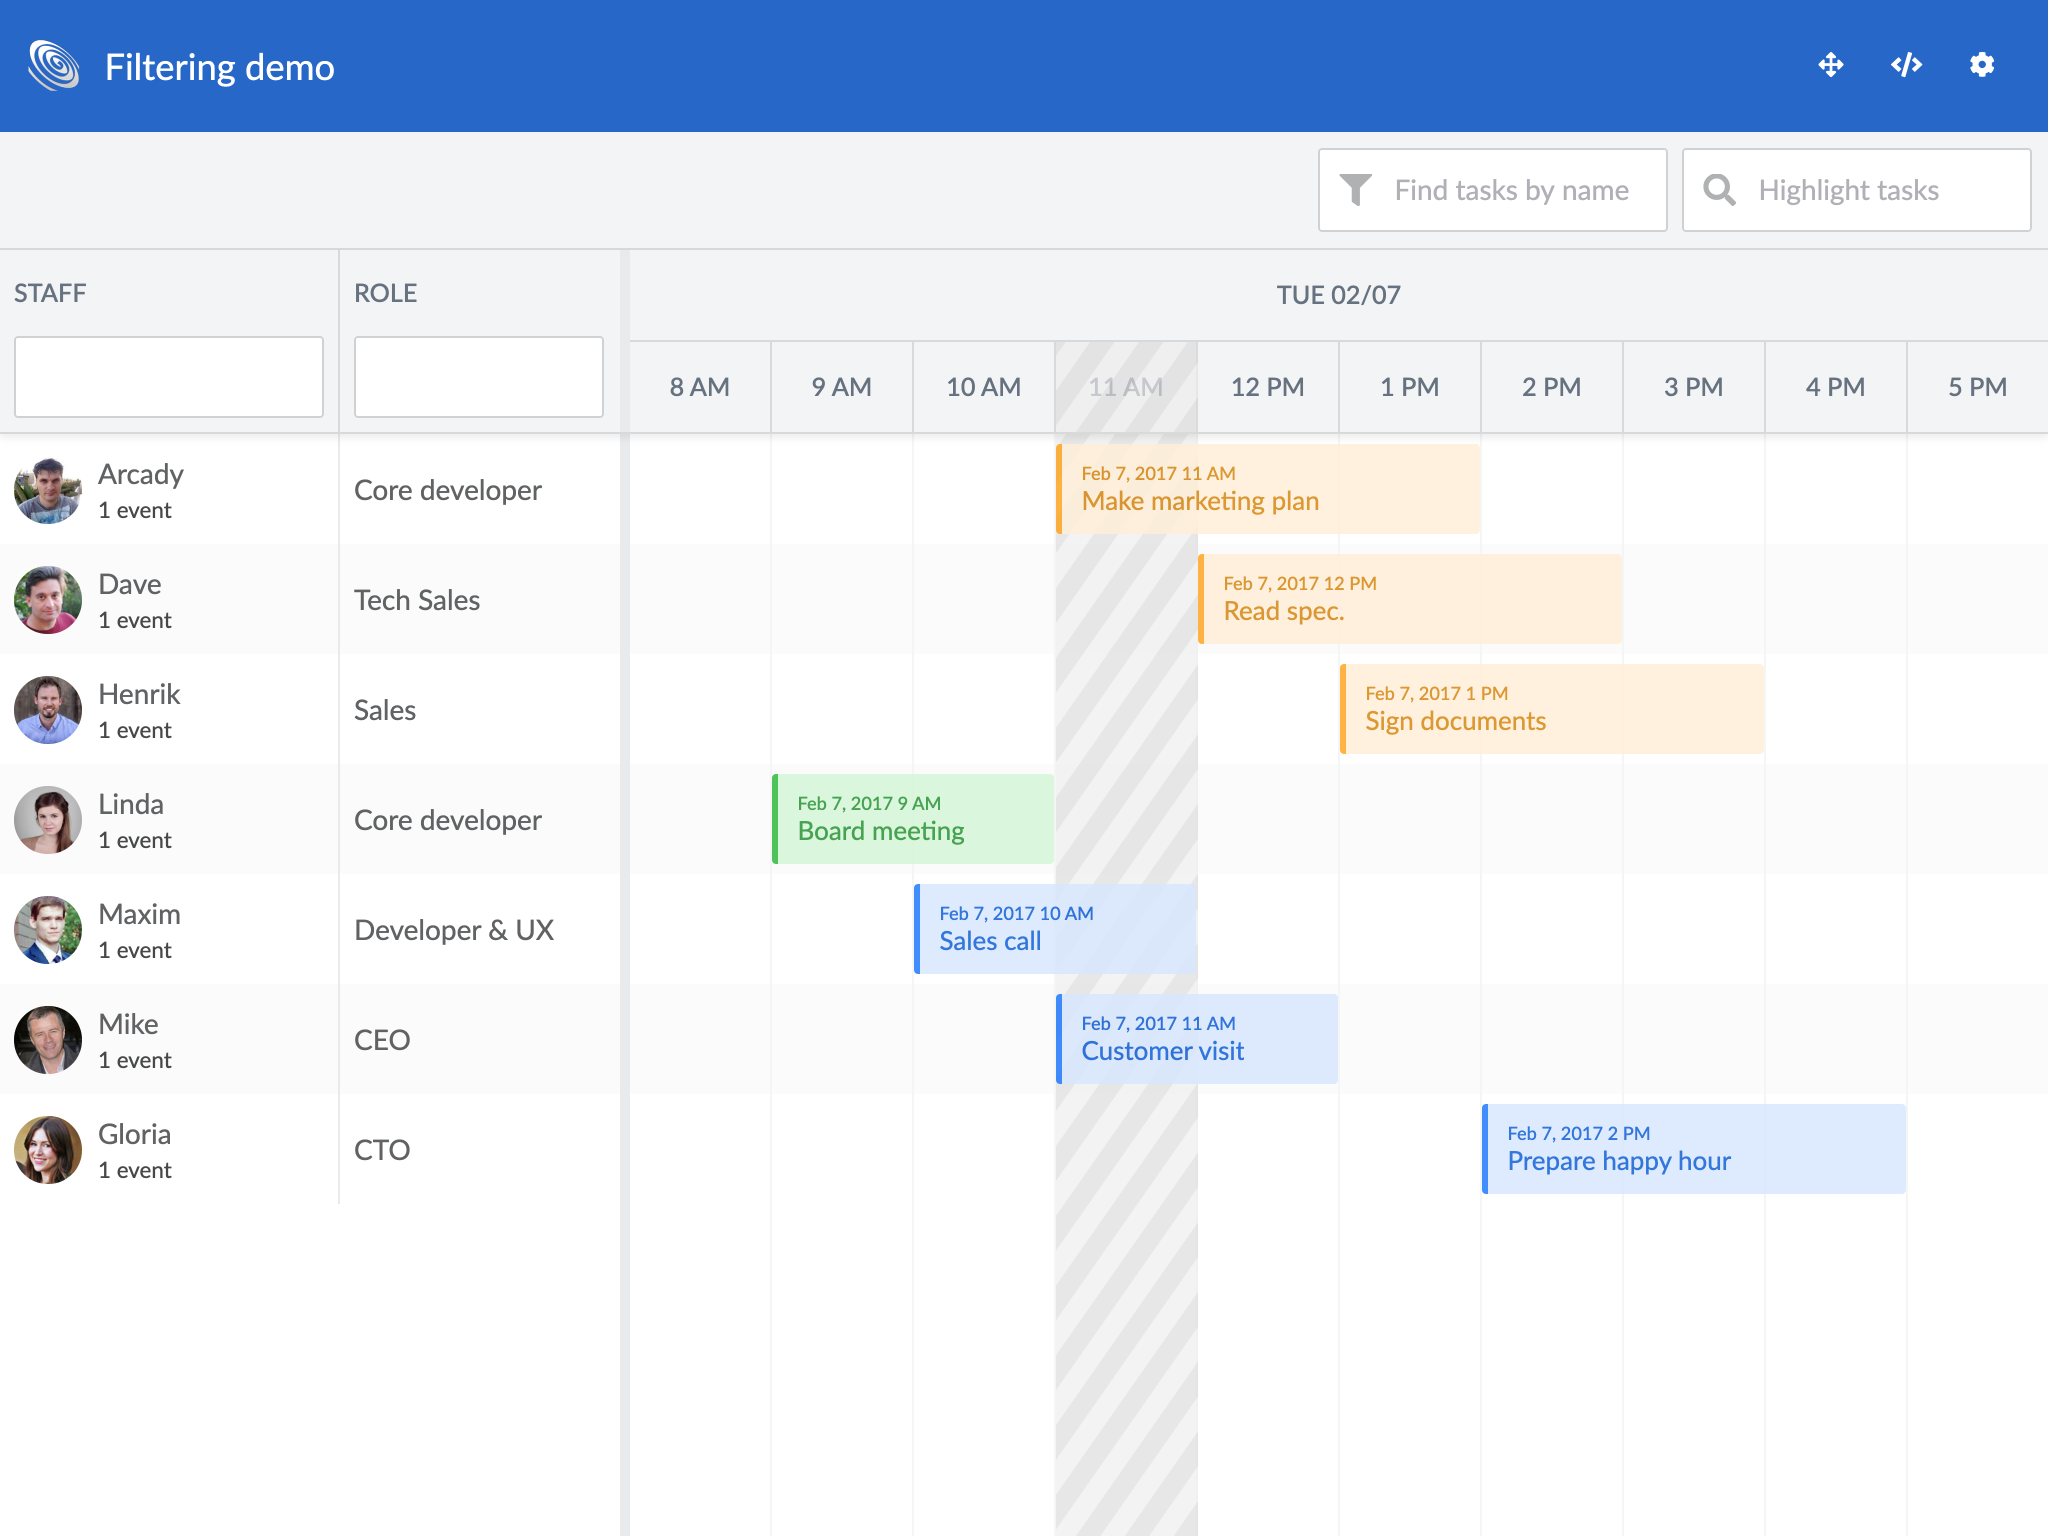 Filtering demo
Find tasks by name
Highlight tasks
STAFF
ROLE
TUE 02/07
8 AM
9 AM
10 AM
11 AM
12 PM
1 PM
2 PM
3 PM
4 PM
5 PM
Arcady
1 event
Core developer
Feb 7, 2017 11 AM
Make marketing plan
Dave
1 event
Tech Sales
Feb 7, 2017 12 PM
Read spec.
Henrik
1 event
Sales
Feb 7, 2017 1 PM
Sign documents
Linda
1 event
Core developer
Feb 7, 2017 9 AM
Board meeting
Maxim
1 event
Developer & UX
Feb 7, 2017 10 AM
Sales call
Mike
1 event
CEO
Feb 7, 2017 11 AM
Customer visit
Gloria
1 event
CTO
Feb 7, 2017 2 PM
Prepare happy hour